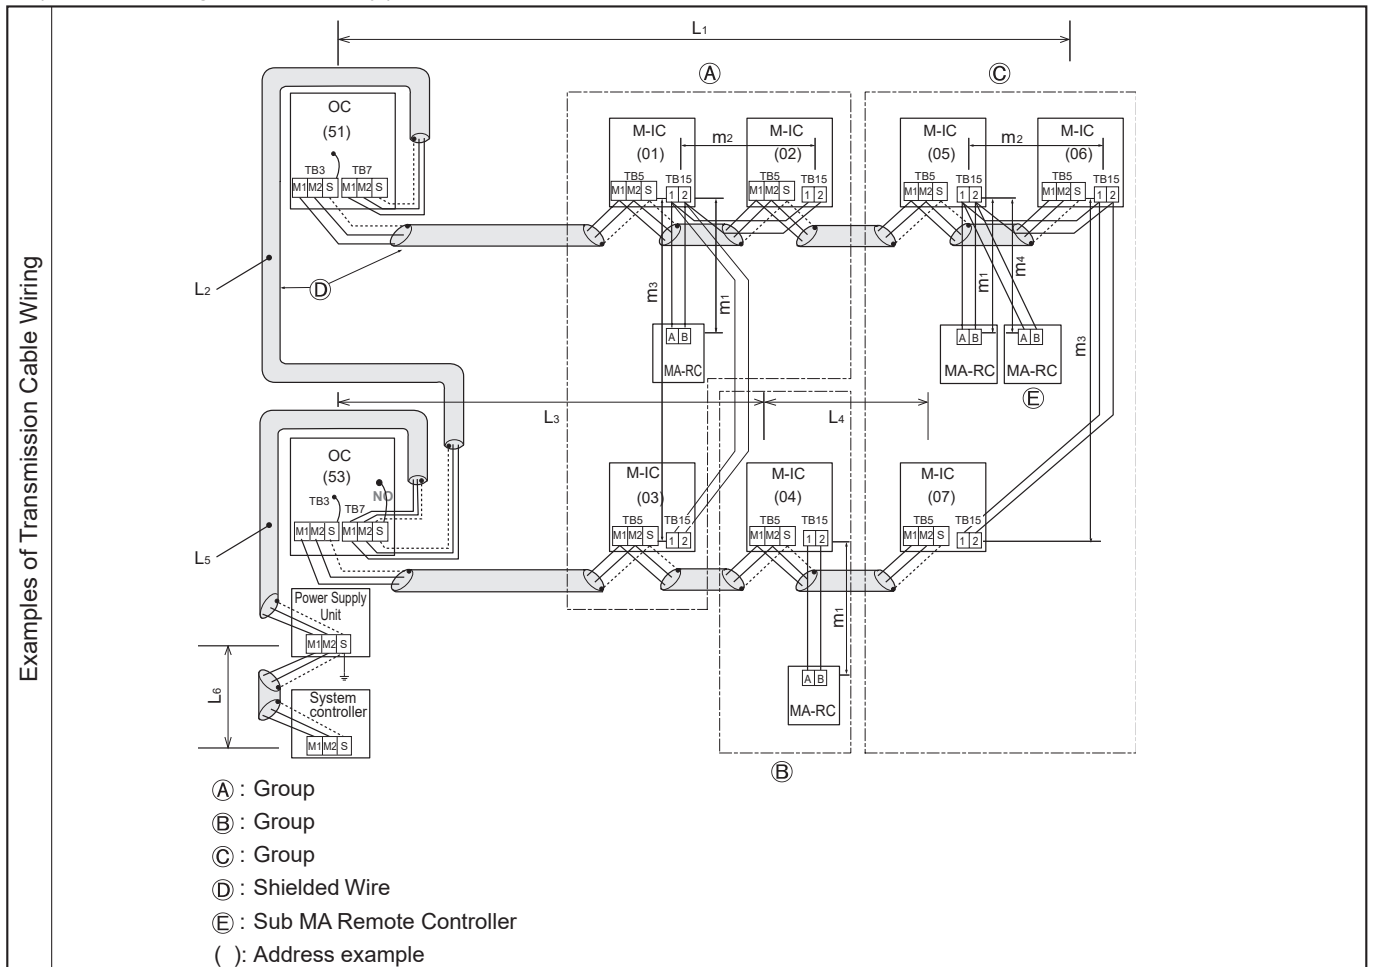 Examples of Transmission Cable Wiring
L1
Ⓐ
Ⓒ
OC
(51)
TB3
TB7
M1 M2 S
M1 M2 S
M-IC
(01)
TB5
TB15
M1 M2 S
1 2
m2
M-IC
(02)
TB5
TB15
M1 M2 S
1 2
M-IC
(05)
TB5
TB15
M1 M2 S
1 2
m2
M-IC
(06)
TB5
TB15
M1 M2 S
1 2
L2
Ⓓ
m3
m1
m1
m4
m3
A B
MA-RC
A B
MA-RC
A B
MA-RC
Ⓔ
L3
L4
OC
(53)
TB3
TB7
NO
M1 M2 S
M1 M2 S
M-IC
(03)
TB5
TB15
M1 M2 S
1 2
M-IC
(04)
TB5
TB15
M1 M2 S
1 2
M-IC
(07)
TB5
TB15
M1 M2 S
1 2
L5
Power Supply
Unit
M1 M2 S
m1
L6
System
controller
M1 M2 S
A B
MA-RC
Ⓑ
Ⓐ : Group
Ⓑ : Group
Ⓒ : Group
Ⓓ : Shielded Wire
Ⓔ : Sub MA Remote Controller
( ): Address example